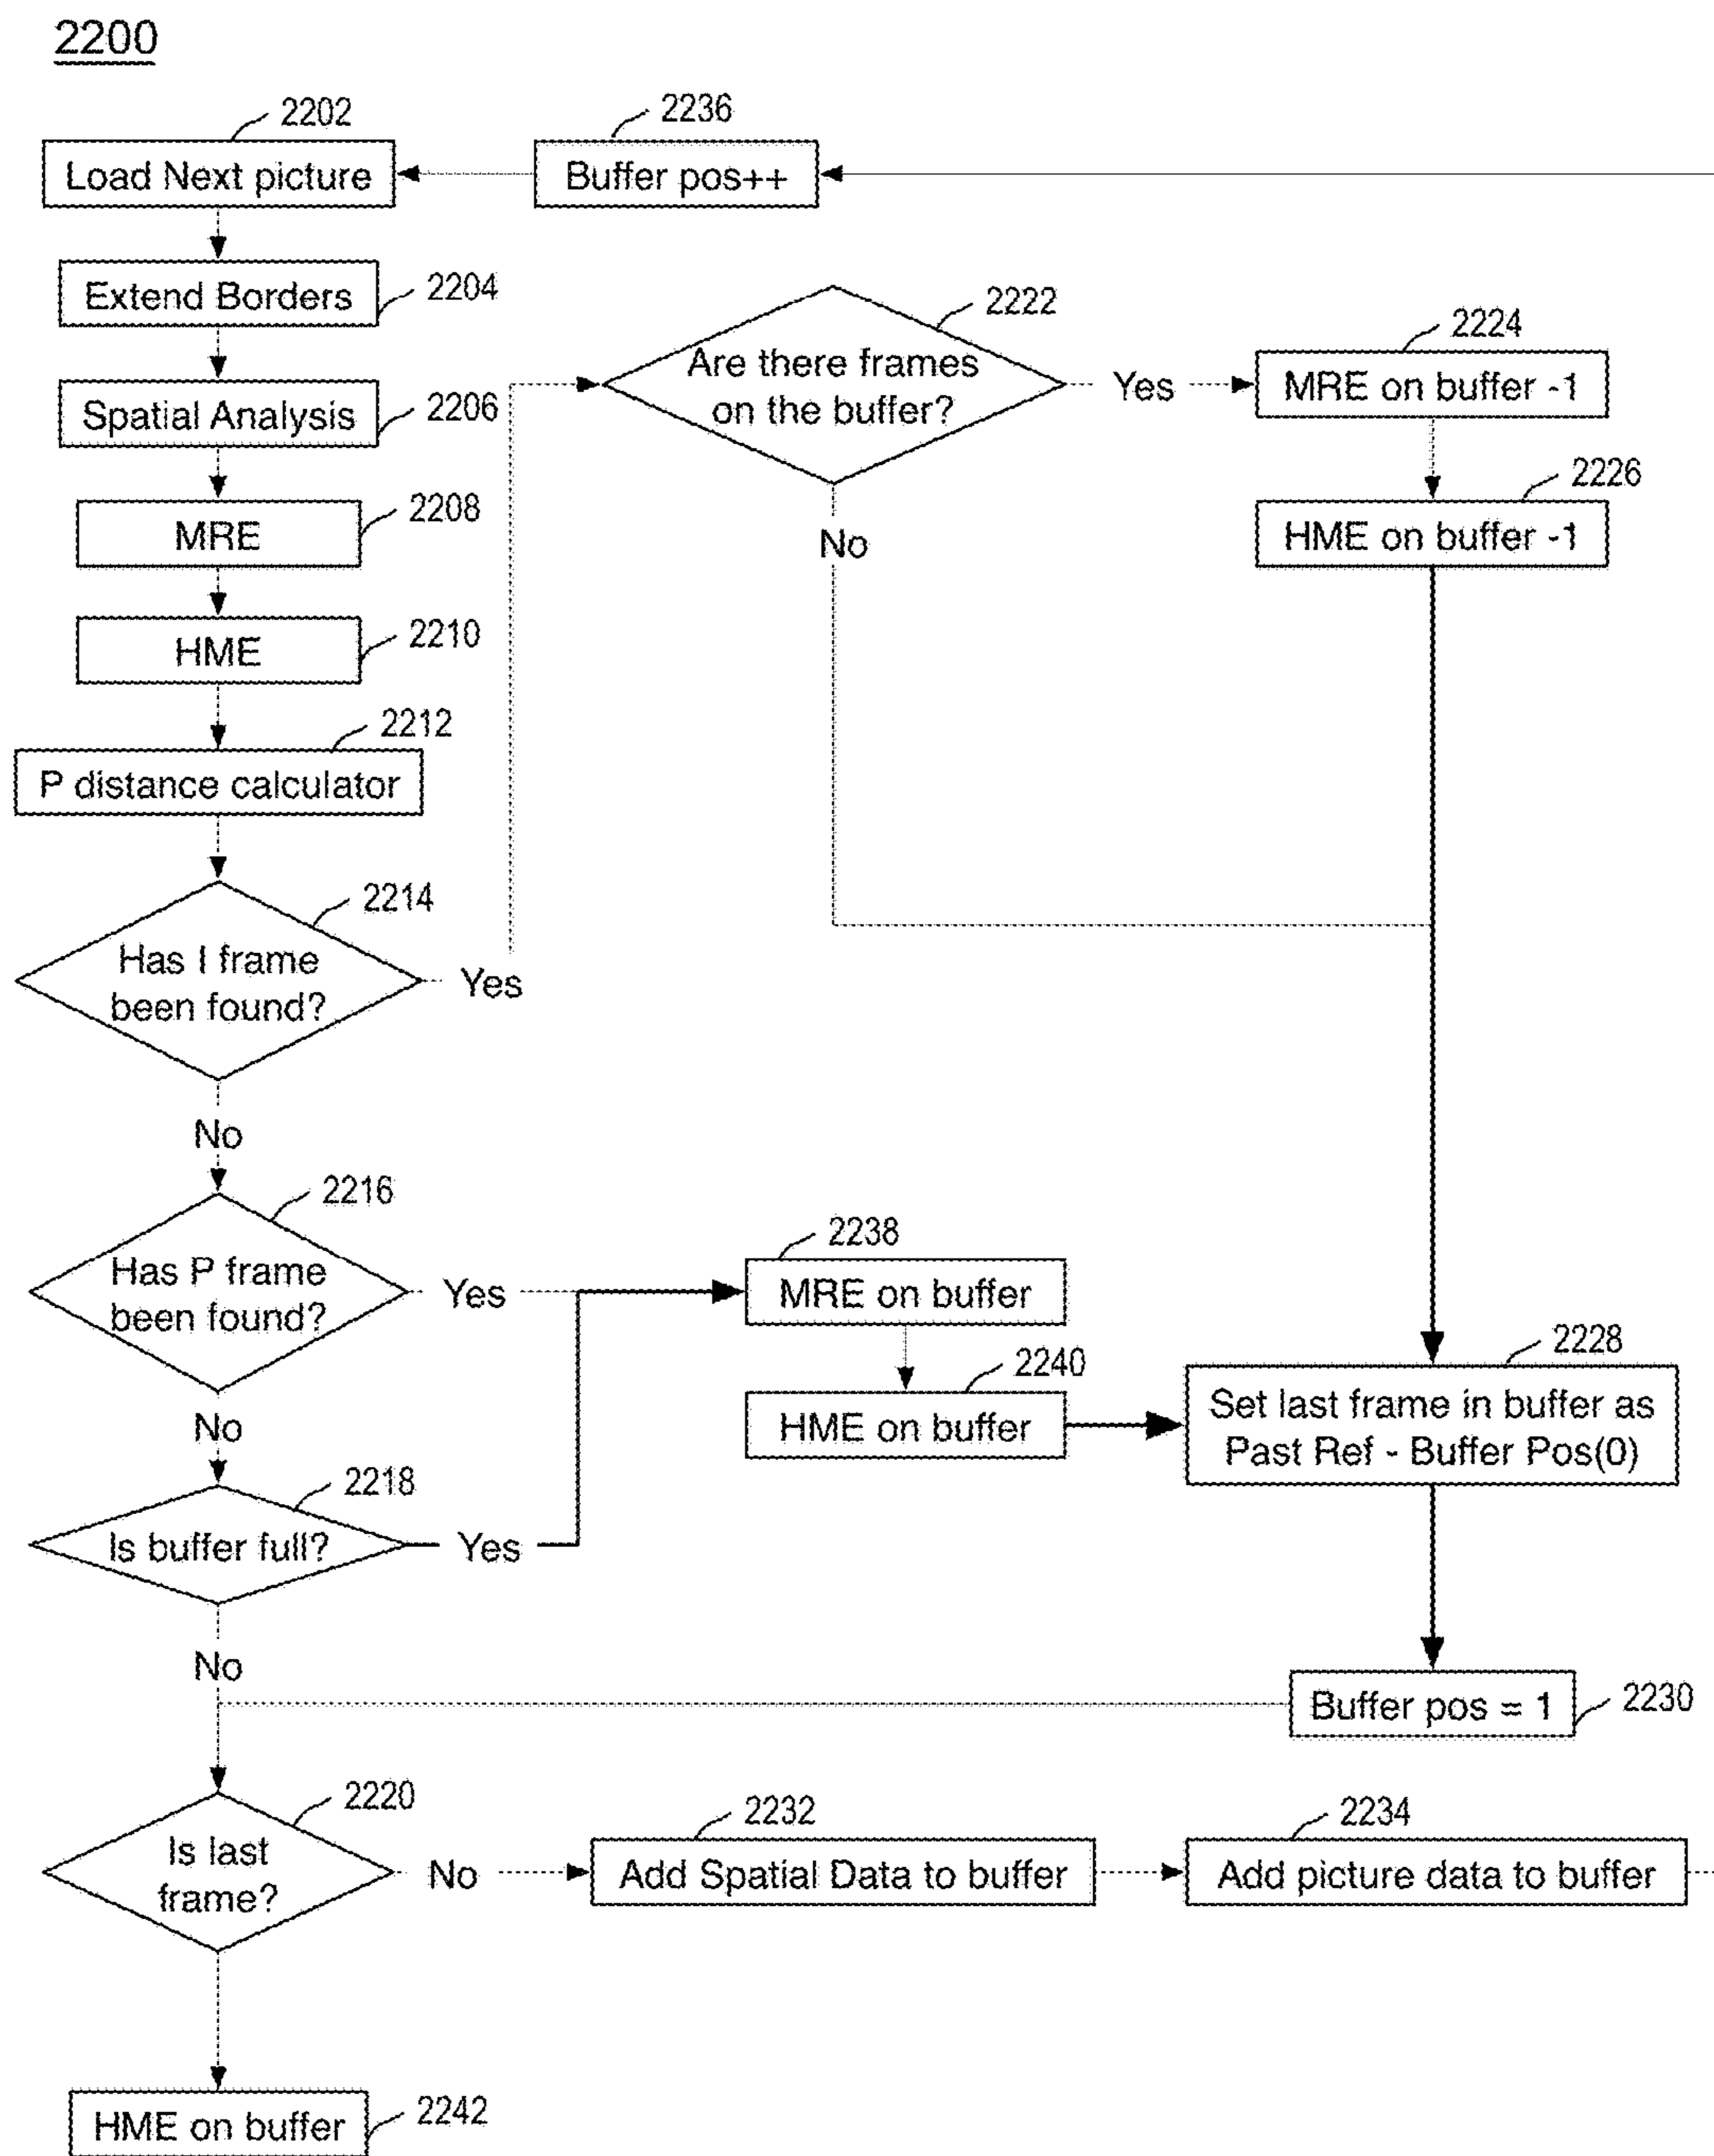 2200
2202
2236
Load Next picture
Buffer pos++
Extend Borders
2204
2222
2224
Are there frames
on the buffer?
Yes
MRE on buffer -1
Spatial Analysis
2206
2226
MRE
2208
No
HME on buffer -1
HME
2210
2212
P distance calculator
2214
Has I frame
been found?
Yes
No
2216
2238
Has P frame
been found?
Yes
MRE on buffer
2240
2228
No
HME on buffer
Set last frame in buffer as
Past Ref - Buffer Pos(0)
2218
Is buffer full?
Yes
No
Buffer pos = 1
2230
2220
2232
2234
Is last
frame?
No
Add Spatial Data to buffer
Add picture data to buffer
HME on buffer
2242